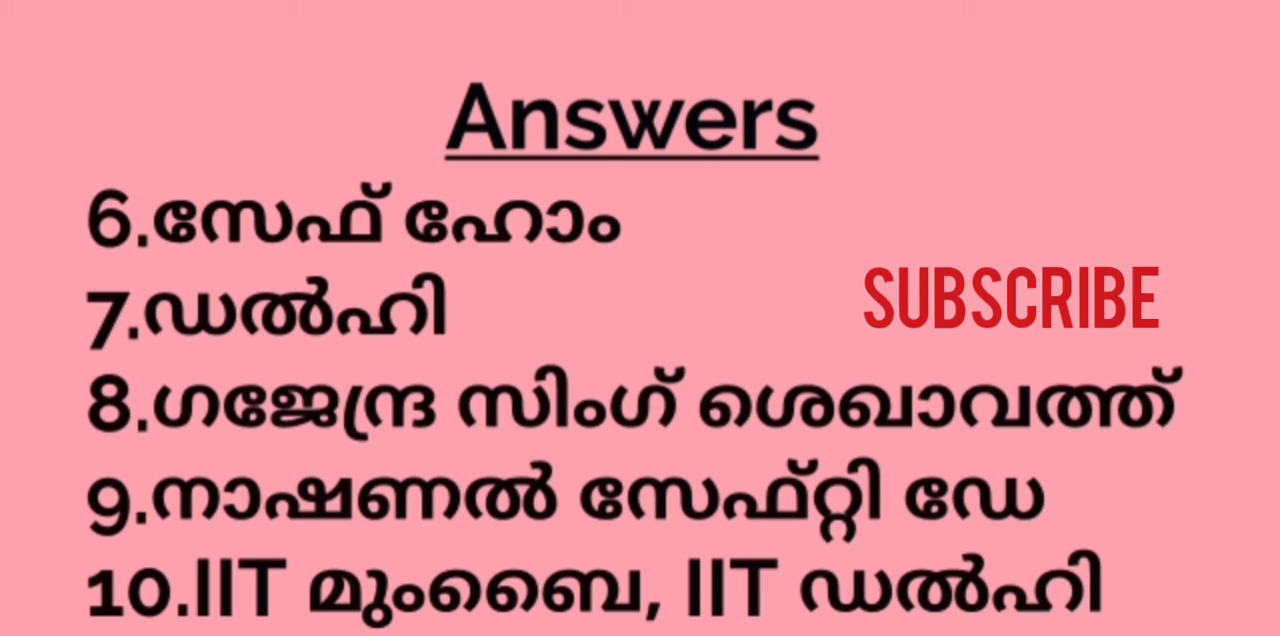 Answers
6.സേഫ് ഹോം
7.ഡൽഹി
SUBSCRIBE
8.ഗജേന്ദ്ര സിംഗ് ശെഖാവത്ത്
9.നാഷണൽ സേഫ്റ്റി ഡേ
10.IIT മുംബൈ, IIT ഡൽഹി